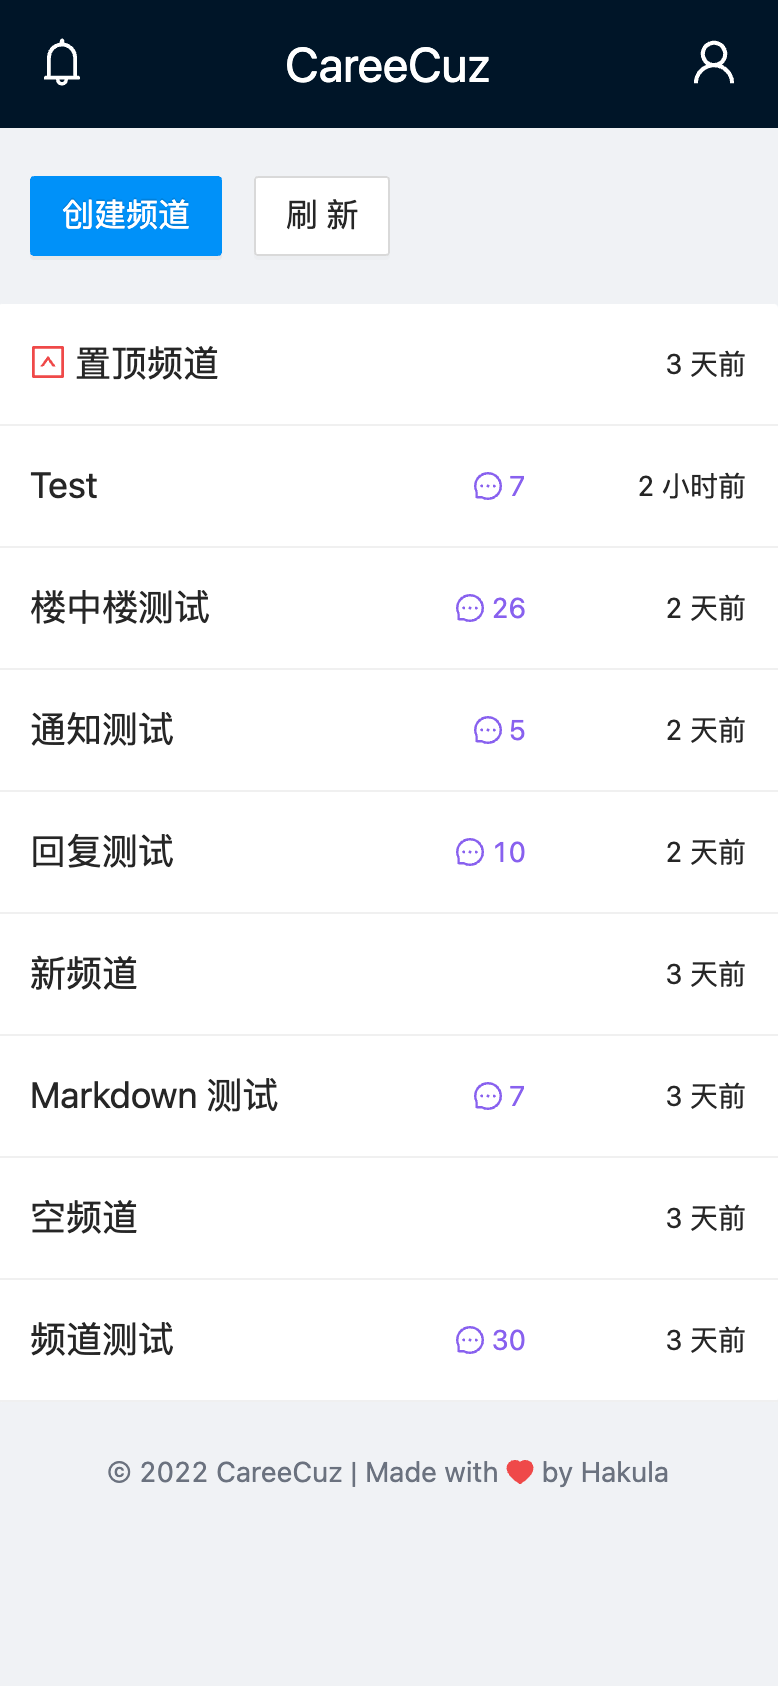 CareeCuz
创建频道 刷 新
置顶频道 3 天前
Test 7 2 小时前
楼中楼测试 26 2 天前
通知测试 5 2 天前
回复测试 10 2 天前
新频道 3 天前
Markdown 测试 7 3 天前
空频道 3 天前
频道测试 30 3 天前
© 2022 CareeCuz | Made with ❤ by Hakula